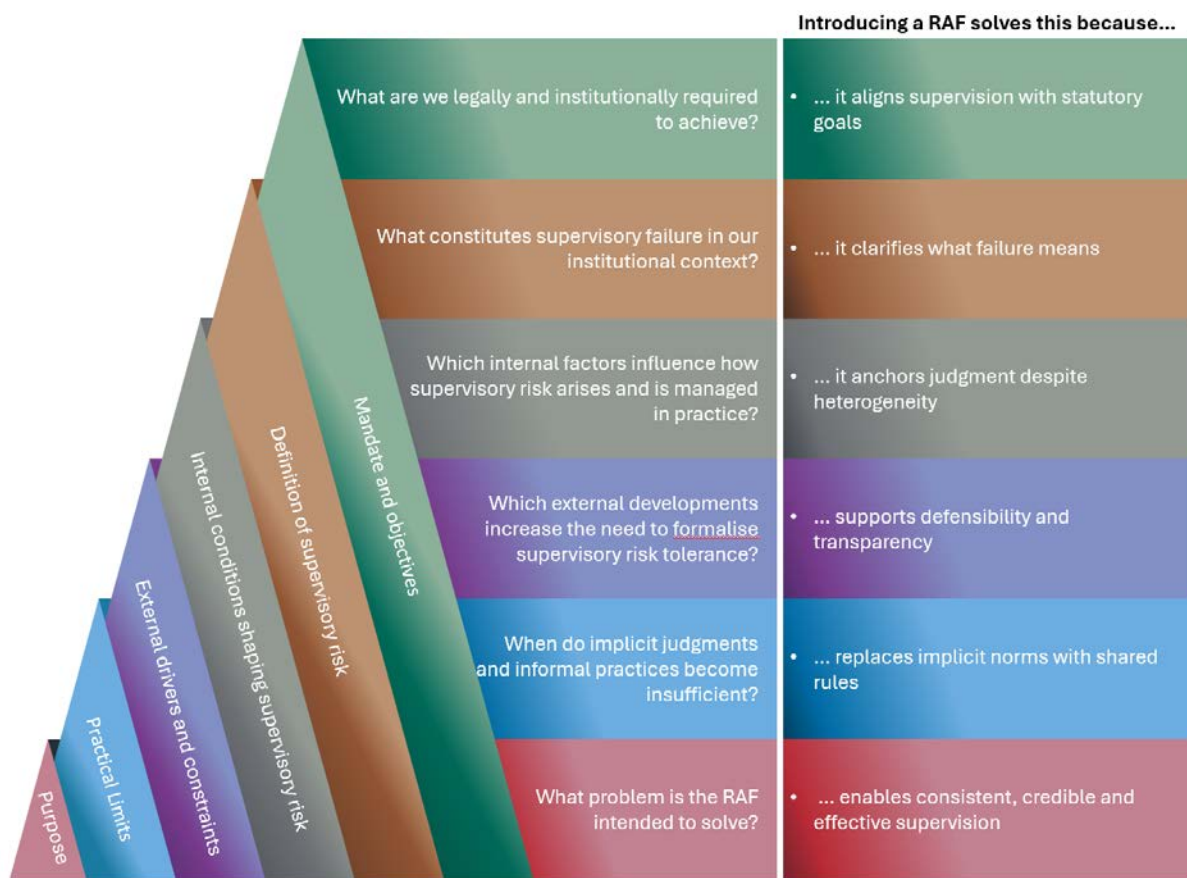 Introducing a RAF solves this because...
What are we legally and institutionally required
to achieve?
• ... it aligns supervision with statutory
goals
What constitutes supervisory failure in our
institutional context?
• ... it clarifies what failure means
Which internal factors influence how
supervisory risk arises and is managed
in practice?
• ... it anchors judgment despite
heterogeneity
Which external developments
increase the need to formalise
supervisory risk tolerance?
• ... supports defensibility and
transparency
When do implicit judgments
and informal practices become
insufficient?
• ... replaces implicit norms with shared
rules
What problem is the RAF
intended to solve?
• ... enables consistent, credible and
effective supervision
Purpose
Practical Limits
External drivers and constraints
Internal conditions shaping supervisory risk
Definition of supervisory risk
Mandate and objectives